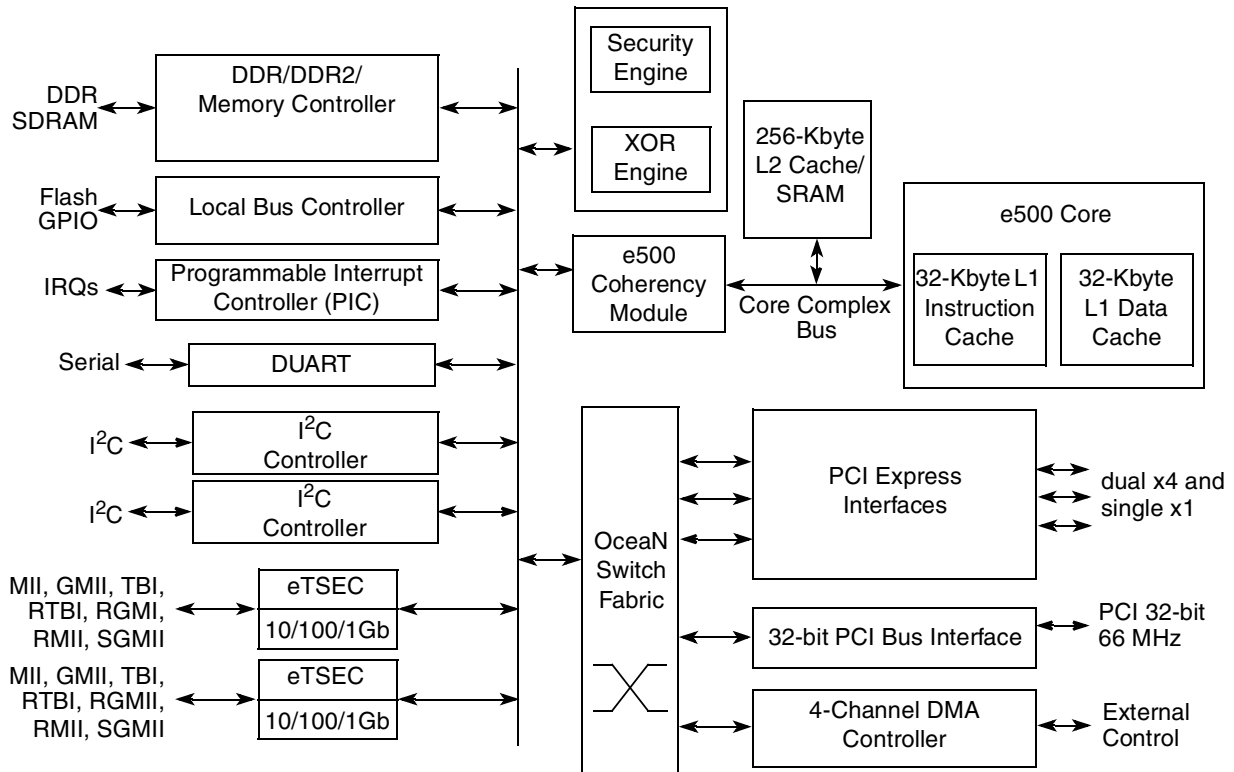 DDR
SDRAM
DDR/DDR2/
Memory Controller
Flash
GPIO
Local Bus Controller
IRQs
Programmable Interrupt
Controller (PIC)
Serial
DUART
I²C
I²C
Controller
I²C
I²C
Controller
MII, GMII, TBI,
RTBI, RGMI,
RMII, SGMII
eTSEC
10/100/1Gb
MII, GMII, TBI,
RTBI, RGMII,
RMII, SGMII
eTSEC
10/100/1Gb
Security
Engine
XOR
Engine
256-Kbyte
L2 Cache/
SRAM
e500
Coherency
Module
Core Complex
Bus
e500 Core
32-Kbyte L1
Instruction
Cache
32-Kbyte
L1 Data
Cache
OceaN
Switch
Fabric
PCI Express
Interfaces
dual x4 and
single x1
32-bit PCI Bus Interface
PCI 32-bit
66 MHz
4-Channel DMA
Controller
External
Control